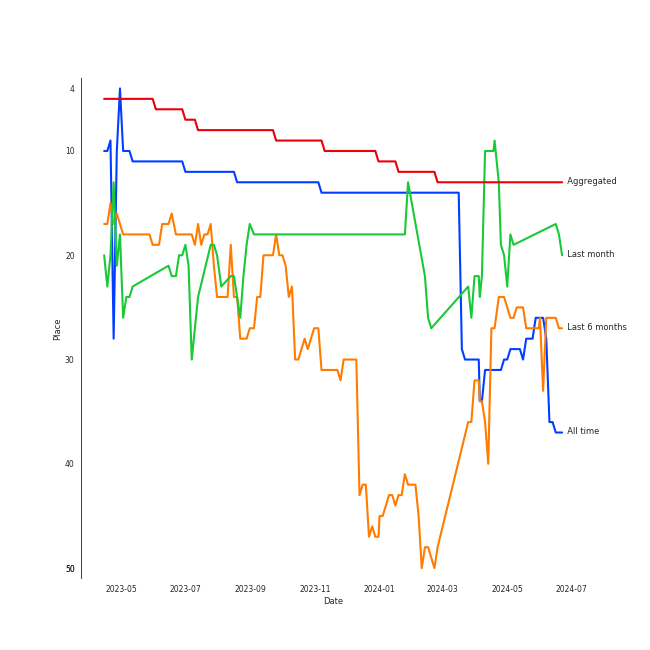 4
10
20
30
40
50
Place
Aggregated
Last month
Last 6 months
All time
2023-05
2023-07
2023-09
2023-11
2024-01
2024-03
2024-05
2024-07
Date